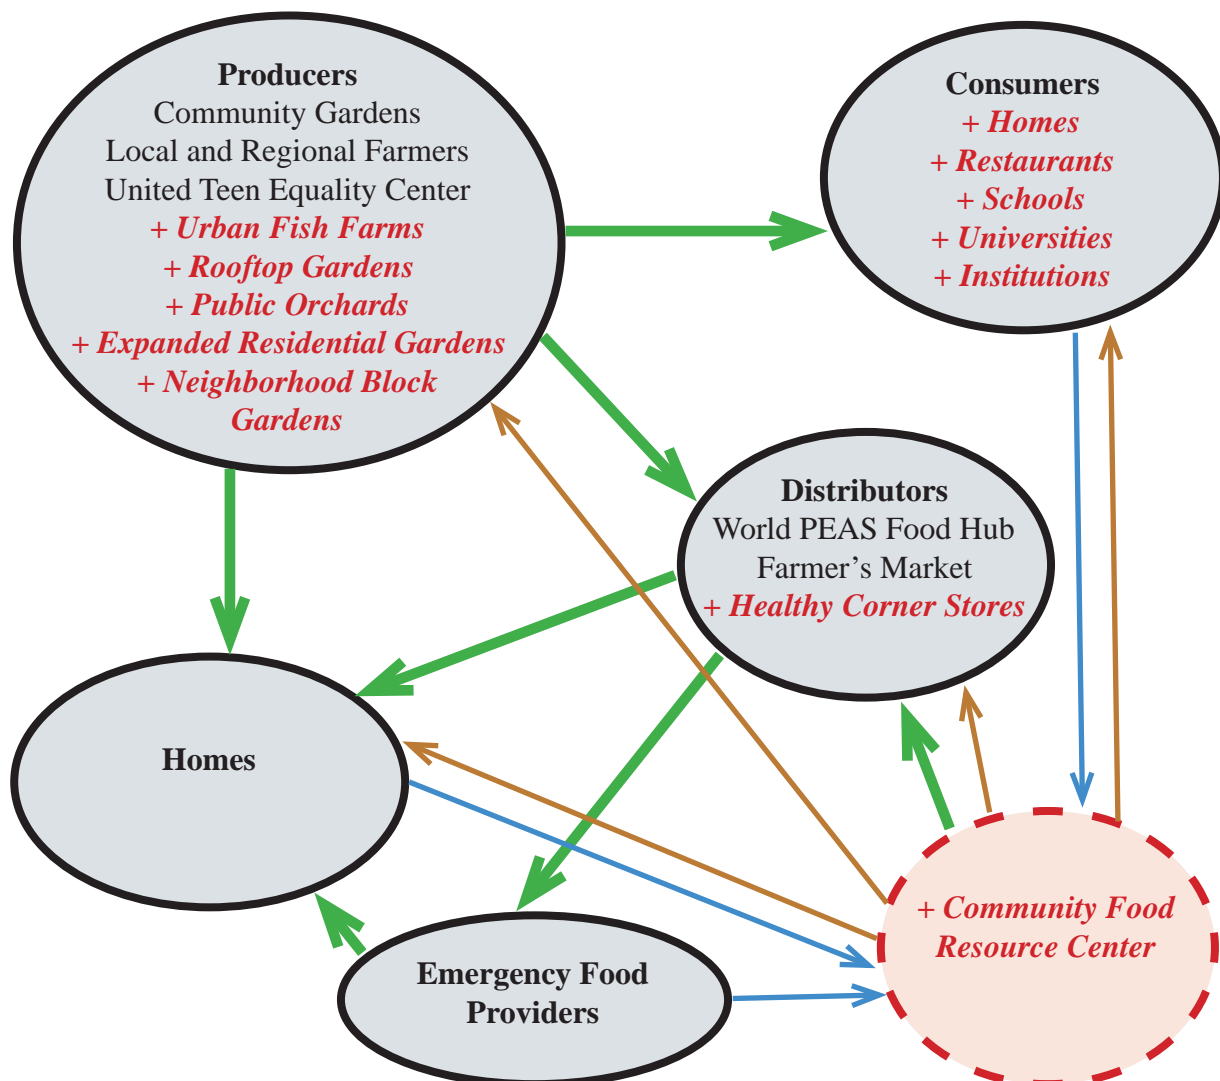 Producers
Community Gardens
Local and Regional Farmers
United Teen Equality Center
+ Urban Fish Farms
+ Rooftop Gardens
+ Public Orchards
+ Expanded Residential Gardens
+ Neighborhood Block
Gardens
Consumers
+ Homes
+ Restaurants
+ Schools
+ Universities
+ Institutions
Distributors
World PEAS Food Hub
Farmer’s Market
+ Healthy Corner Stores
Homes
+ Community Food
Resource Center
Emergency Food
Providers